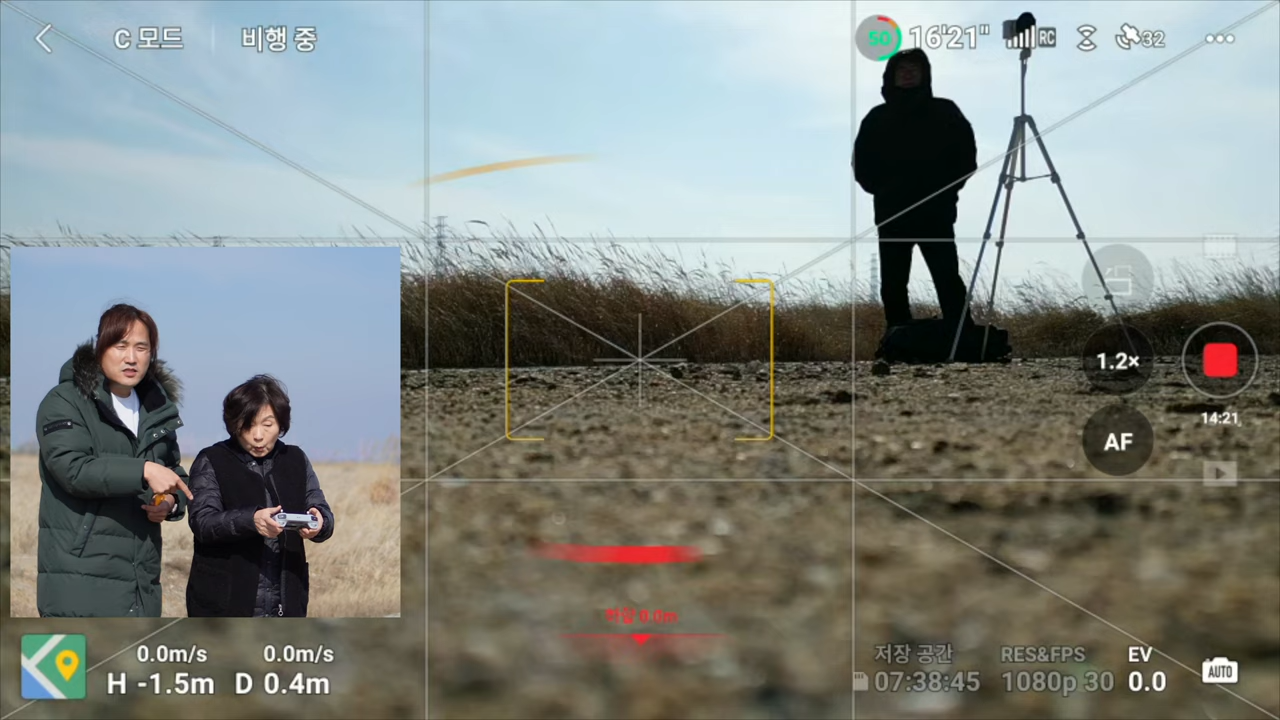 C 모드 비행 중 50 16'21" RC 32
1.2×
14:21
AF
하강 0.0m
0.0m/s 0.0m/s
H -1.5m D 0.4m
저장 공간 RES&FPS EV
07:38:45 1080p 30 0.0
AUTO